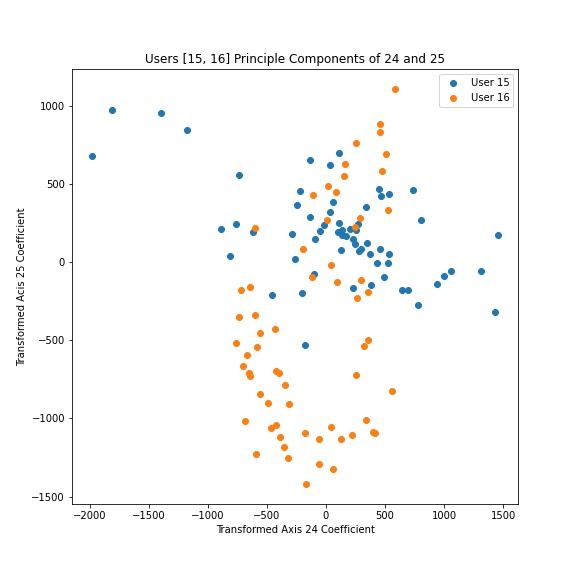 Users [15, 16] Principle Components of 24 and 25
User 15
User 16
Transformed Acis 25 Coefficient
1000
500
0
−500
−1000
−1500
−2000 −1500 −1000 −500 0 500 1000 1500
Transformed Axis 24 Coefficient